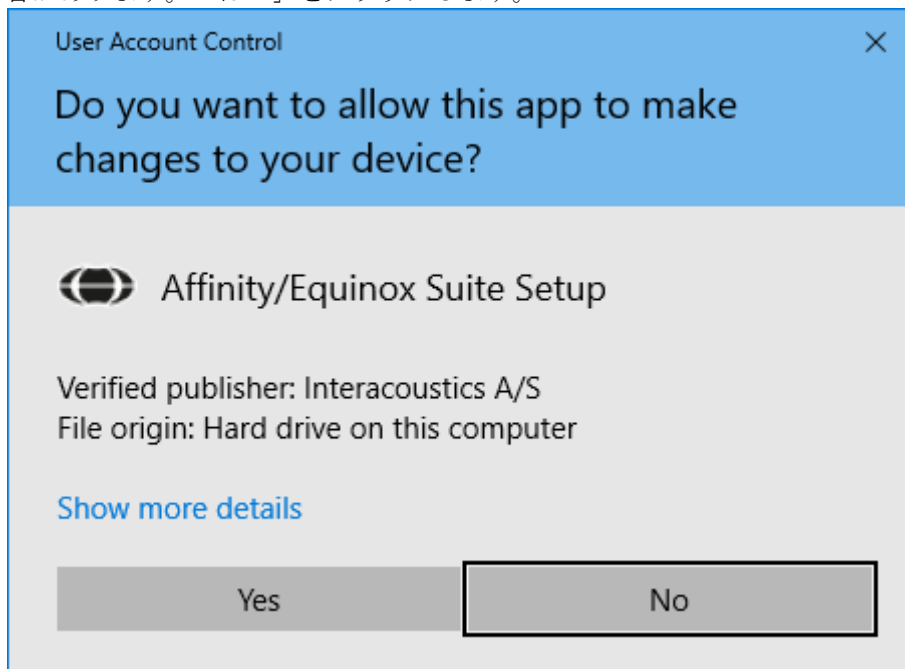 User Account Control
Do you want to allow this app to make
changes to your device?
Affinity/Equinox Suite Setup
Verified publisher: Interacoustics A/S
File origin: Hard drive on this computer
Show more details
Yes
No